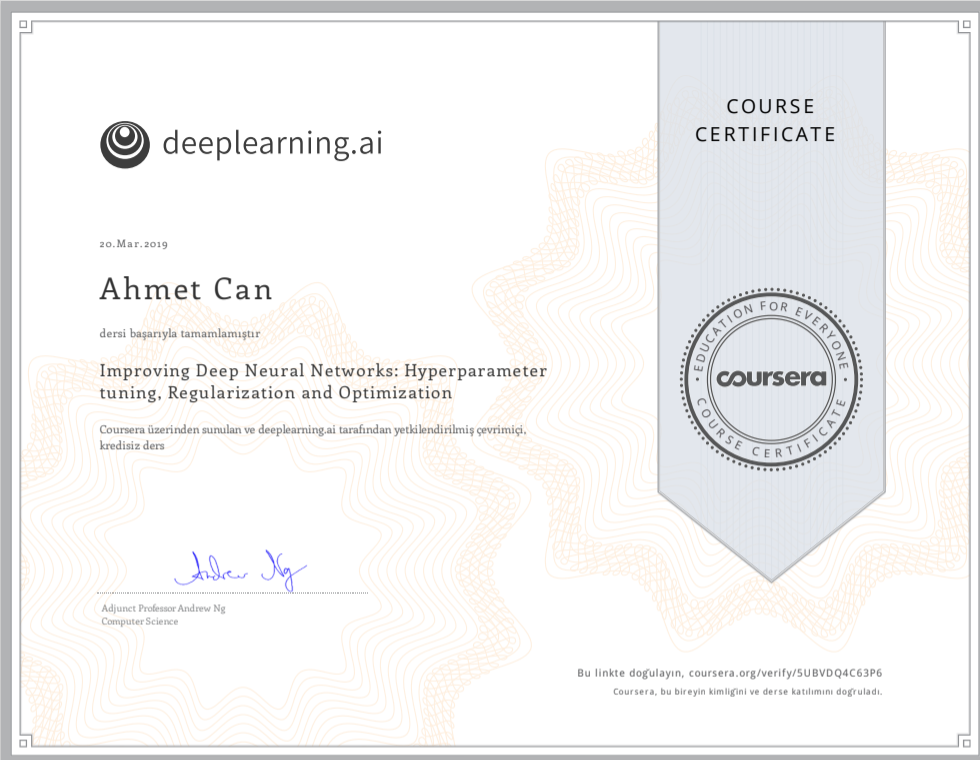 COURSE
CERTIFICATE
deeplearning.ai
20.Mar.2019
Ahmet Can
dersi başarıyla tamamlamıştır
Improving Deep Neural Networks: Hyperparameter
tuning, Regularization and Optimization
Coursera üzerinden sunulan ve deeplearning.ai tarafından yetkilendirilmiş çevrimiçi,
kredisiz ders
EDUCATION FOR EVERYONE
coursera
COURSE CERTIFICATE
Andrew Ng
Adjunct Professor Andrew Ng
Computer Science
Bu linkte doğulayın, coursera.org/verify/5UBVDQ4C63P6
Coursera, bu bireyin kimliğini ve derse katılımını doğruladı.